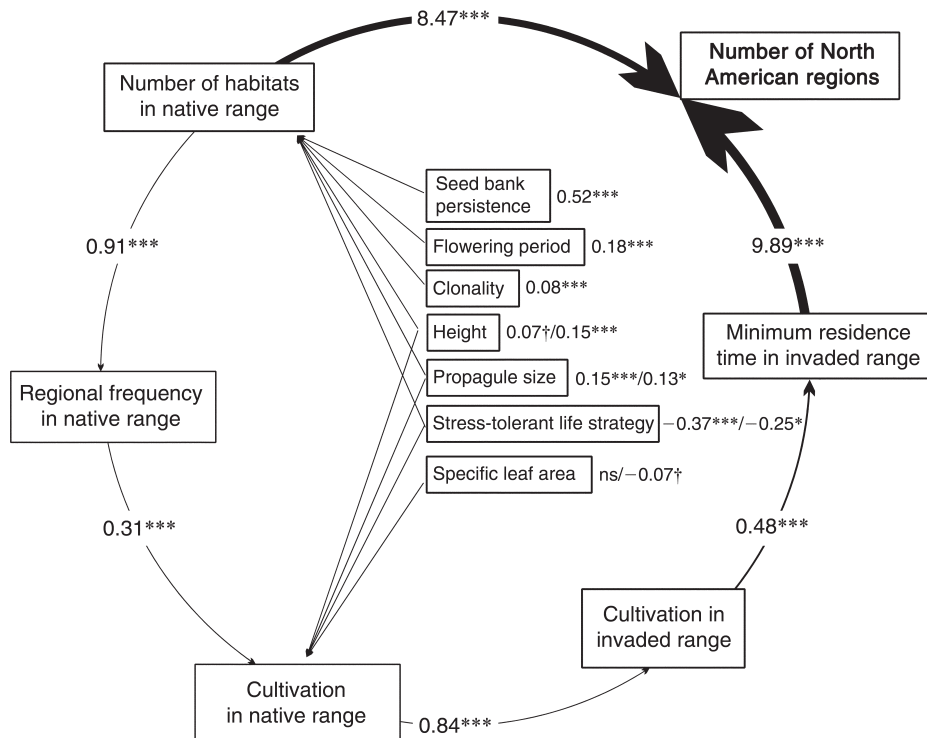 8.47***
Number of North
American regions
Number of habitats
in native range
Seed bank
persistence
0.52***
Flowering period
0.18***
0.91***
9.89***
Clonality
0.08***
Height
0.07†/0.15***
Minimum residence
time in invaded range
Propagule size
0.15***/0.13*
Regional frequency
in native range
Stress-tolerant life strategy
−0.37***/−0.25*
Specific leaf area
ns/−0.07†
0.31***
0.48***
Cultivation in
invaded range
Cultivation
in native range
0.84***